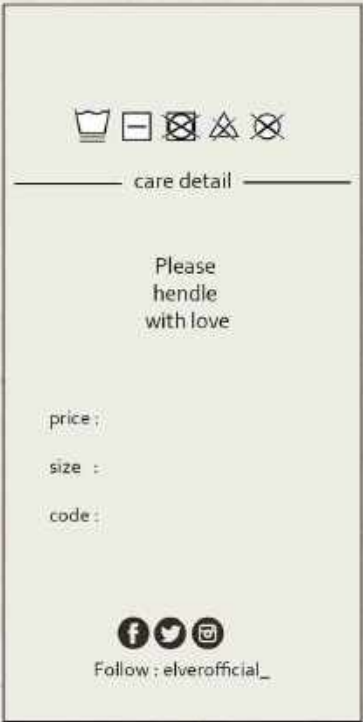 care detail
Please
hendle
with love
price :
size :
code :
Follow : elverofficial_